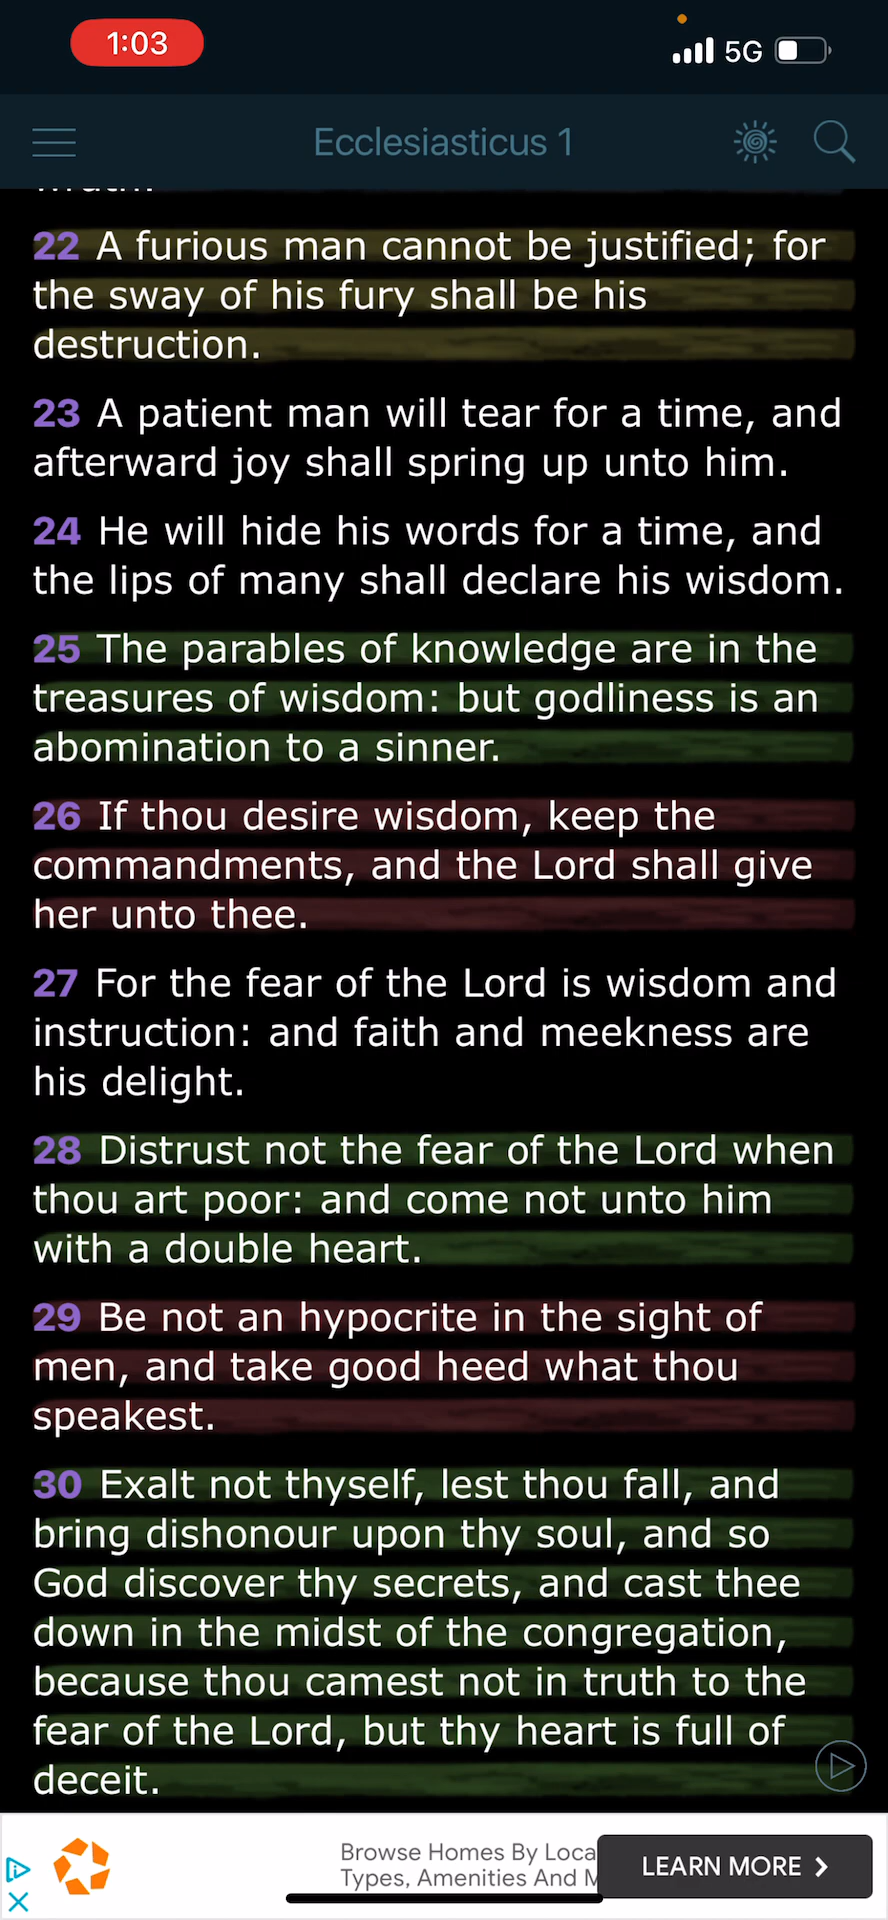 1:03
5G
Ecclesiasticus 1
22 A furious man cannot be justified; for
the sway of his fury shall be his
destruction.
23 A patient man will tear for a time, and
afterward joy shall spring up unto him.
24 He will hide his words for a time, and
the lips of many shall declare his wisdom.
25 The parables of knowledge are in the
treasures of wisdom: but godliness is an
abomination to a sinner.
26 If thou desire wisdom, keep the
commandments, and the Lord shall give
her unto thee.
27 For the fear of the Lord is wisdom and
instruction: and faith and meekness are
his delight.
28 Distrust not the fear of the Lord when
thou art poor: and come not unto him
with a double heart.
29 Be not an hypocrite in the sight of
men, and take good heed what thou
speakest.
30 Exalt not thyself, lest thou fall, and
bring dishonour upon thy soul, and so
God discover thy secrets, and cast thee
down in the midst of the congregation,
because thou camest not in truth to the
fear of the Lord, but thy heart is full of
deceit.
Browse Homes By Loca
Types, Amenities And M
LEARN MORE